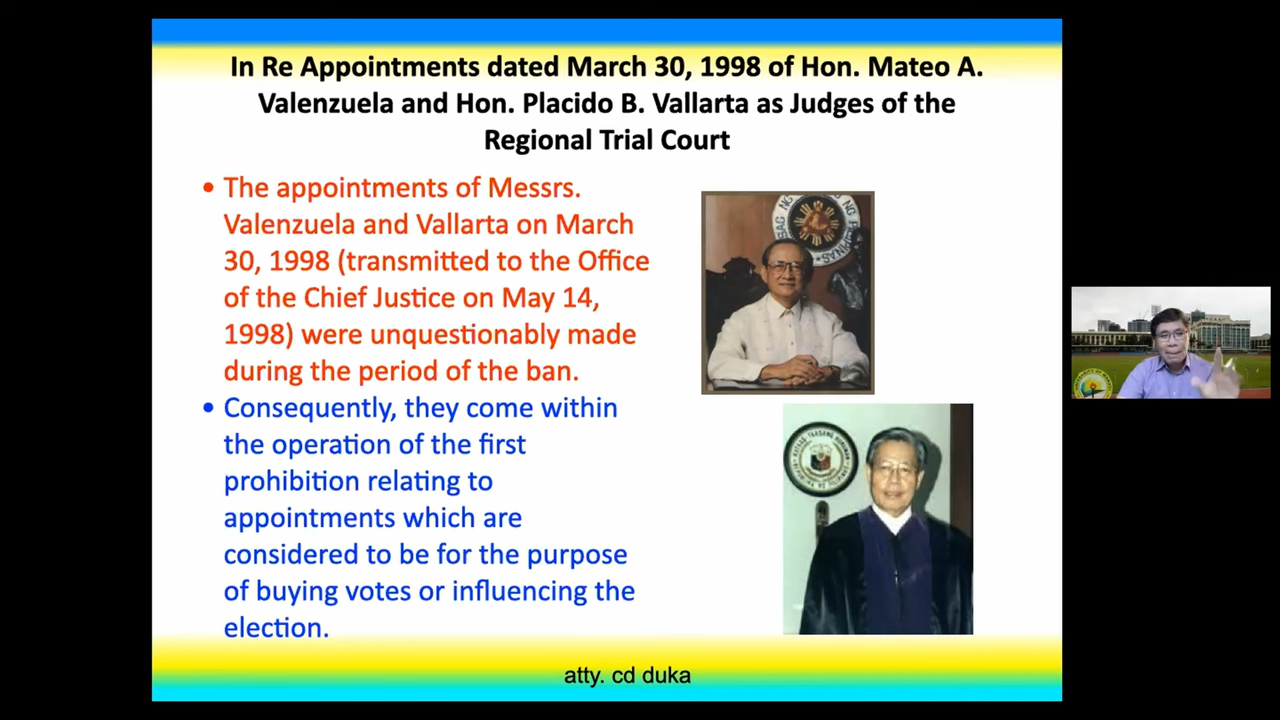 In Re Appointments dated March 30, 1998 of Hon. Mateo A.
Valenzuela and Hon. Placido B. Vallarta as Judges of the
Regional Trial Court
• The appointments of Messrs.
Valenzuela and Vallarta on March
30, 1998 (transmitted to the Office
of the Chief Justice on May 14,
1998) were unquestionably made
during the period of the ban.
• Consequently, they come within
the operation of the first
prohibition relating to
appointments which are
considered to be for the purpose
of buying votes or influencing the
election.
atty. cd duka